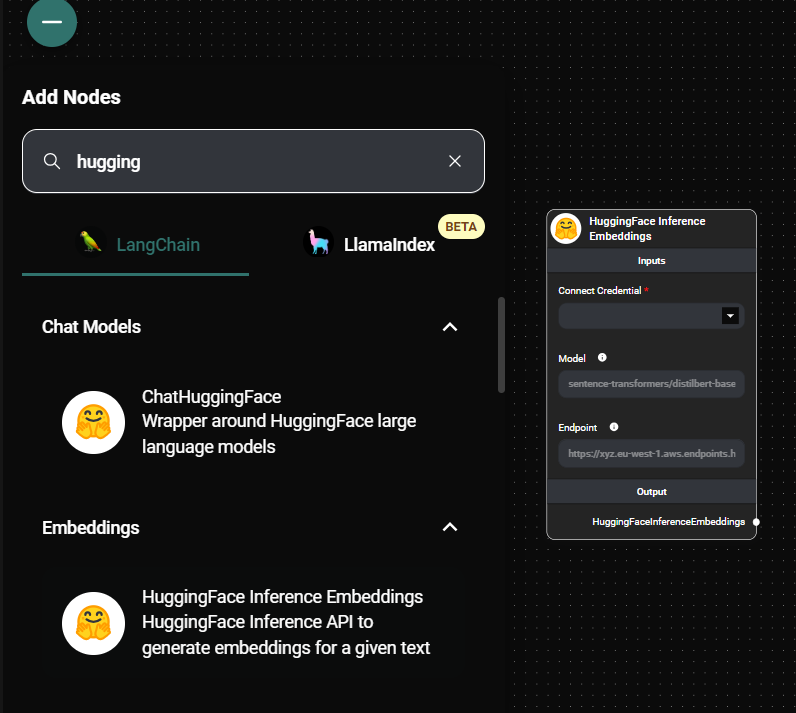 Add Nodes
hugging
LangChain
LlamaIndex
BETA
Chat Models
ChatHuggingFace
Wrapper around HuggingFace large
language models
Embeddings
HuggingFace Inference Embeddings
HuggingFace Inference API to
generate embeddings for a given text
HuggingFace Inference
Embeddings
Inputs
Connect Credential *
Model
sentence-transformers/distilbert-base
Endpoint
https://xyz.eu-west-1.aws.endpoints.h
Output
HuggingFaceInferenceEmbeddings